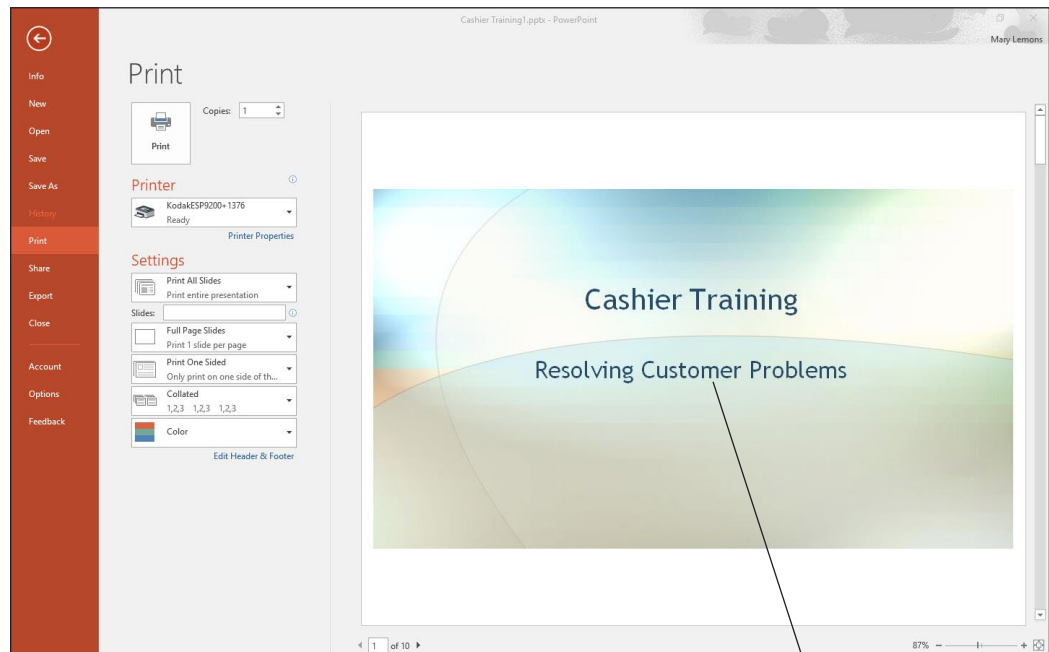 Cashier Training1.pptx - PowerPoint
Mary Lemons
Info
New
Open
Save
Save As
History
Print
Share
Export
Close
Account
Options
Feedback
Print
Print
Copies: 1
Printer
KodakESP9200+1376
Ready
Printer Properties
Settings
Print All Slides
Print entire presentation
Slides:
Full Page Slides
Print 1 slide per page
Print One Sided
Only print on one side of th...
Collated
1,2,3 1,2,3 1,2,3
Color
Edit Header & Footer
Cashier Training
Resolving Customer Problems
1 of 10
87%